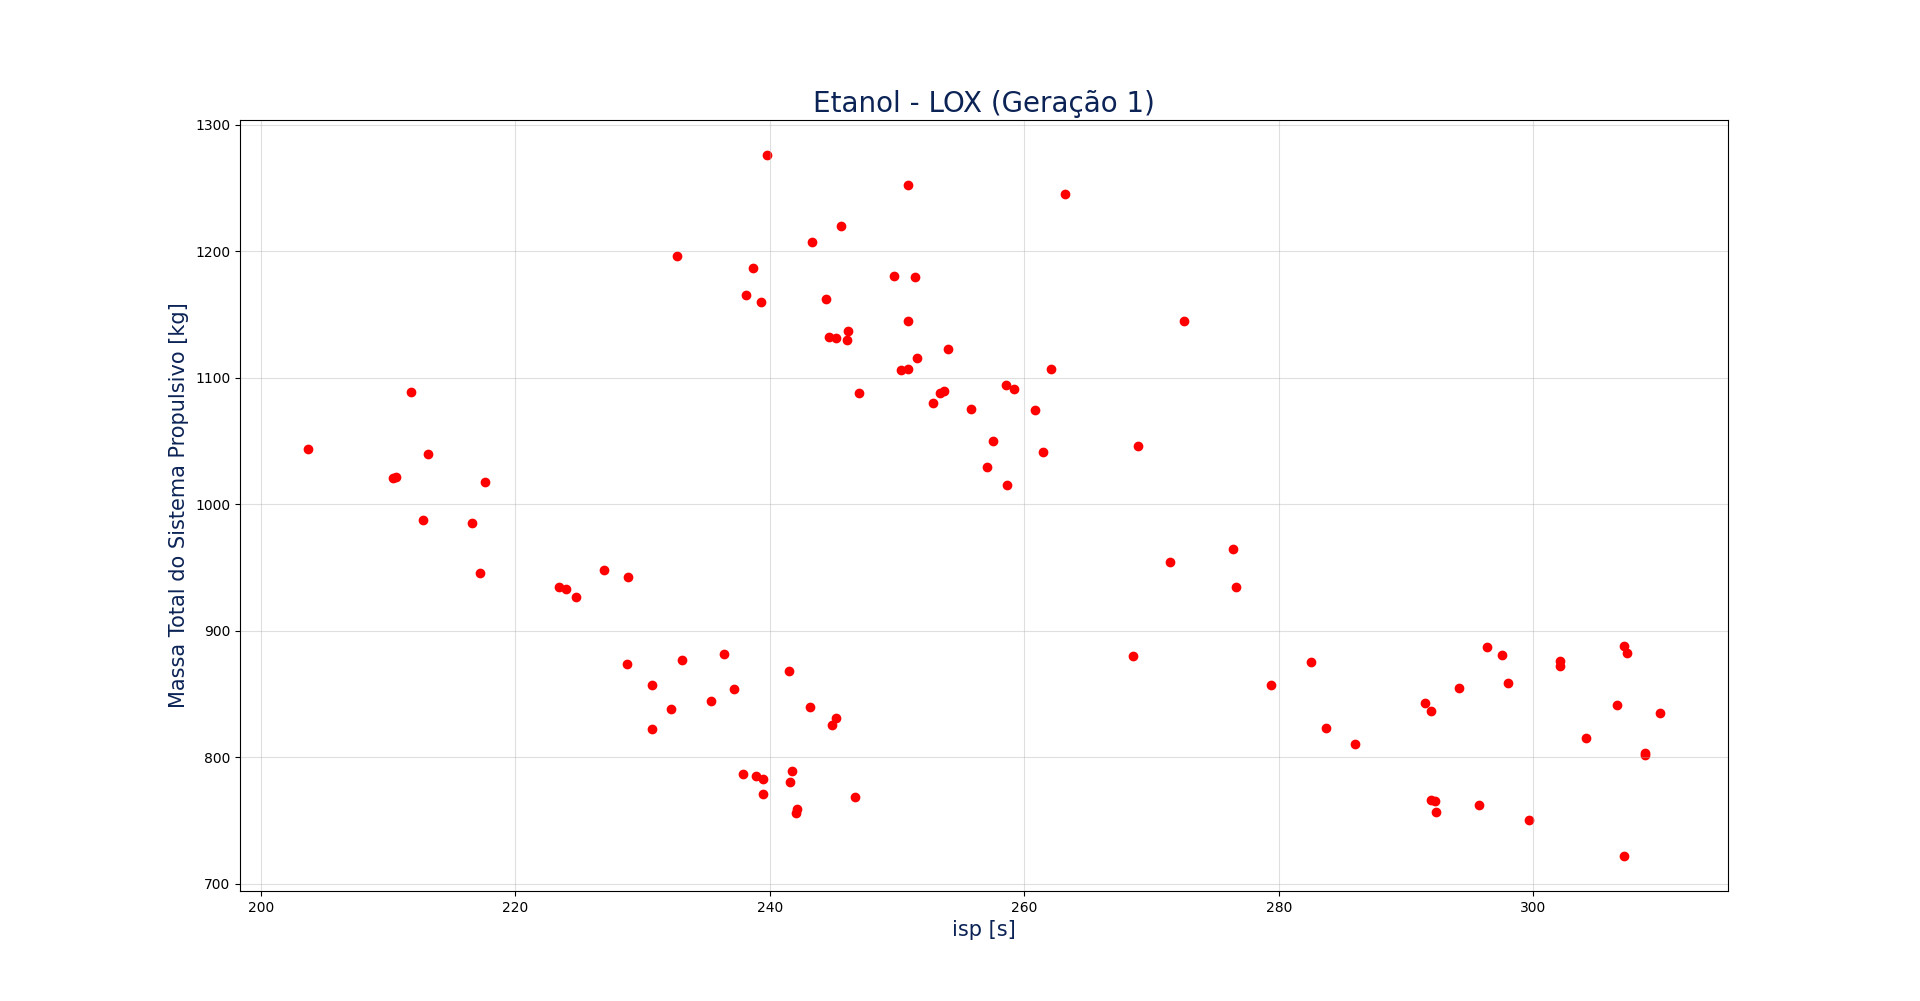 Etanol - LOX (Geração 1)
Massa Total do Sistema Propulsivo [kg]
1300
1200
1100
1000
900
800
700
200 220 240 260 280 300
isp [s]